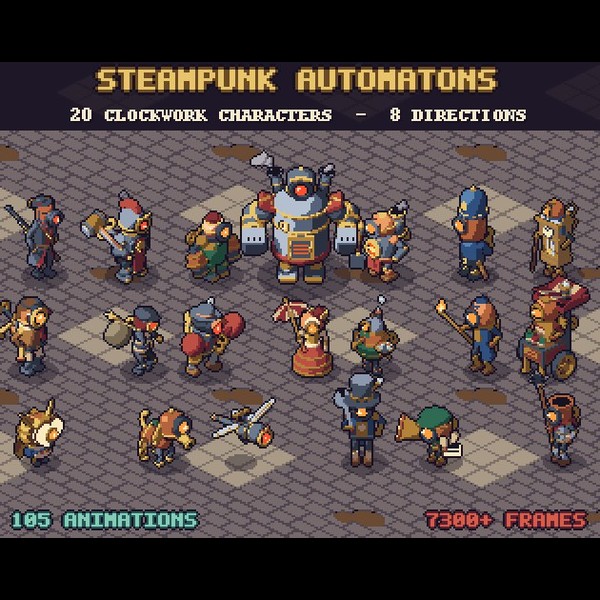 STEAMPUNK AUTOMATONS
20 CLOCKWORK CHARACTERS - 8 DIRECTIONS
105 ANIMATIONS
7300+ FRAMES